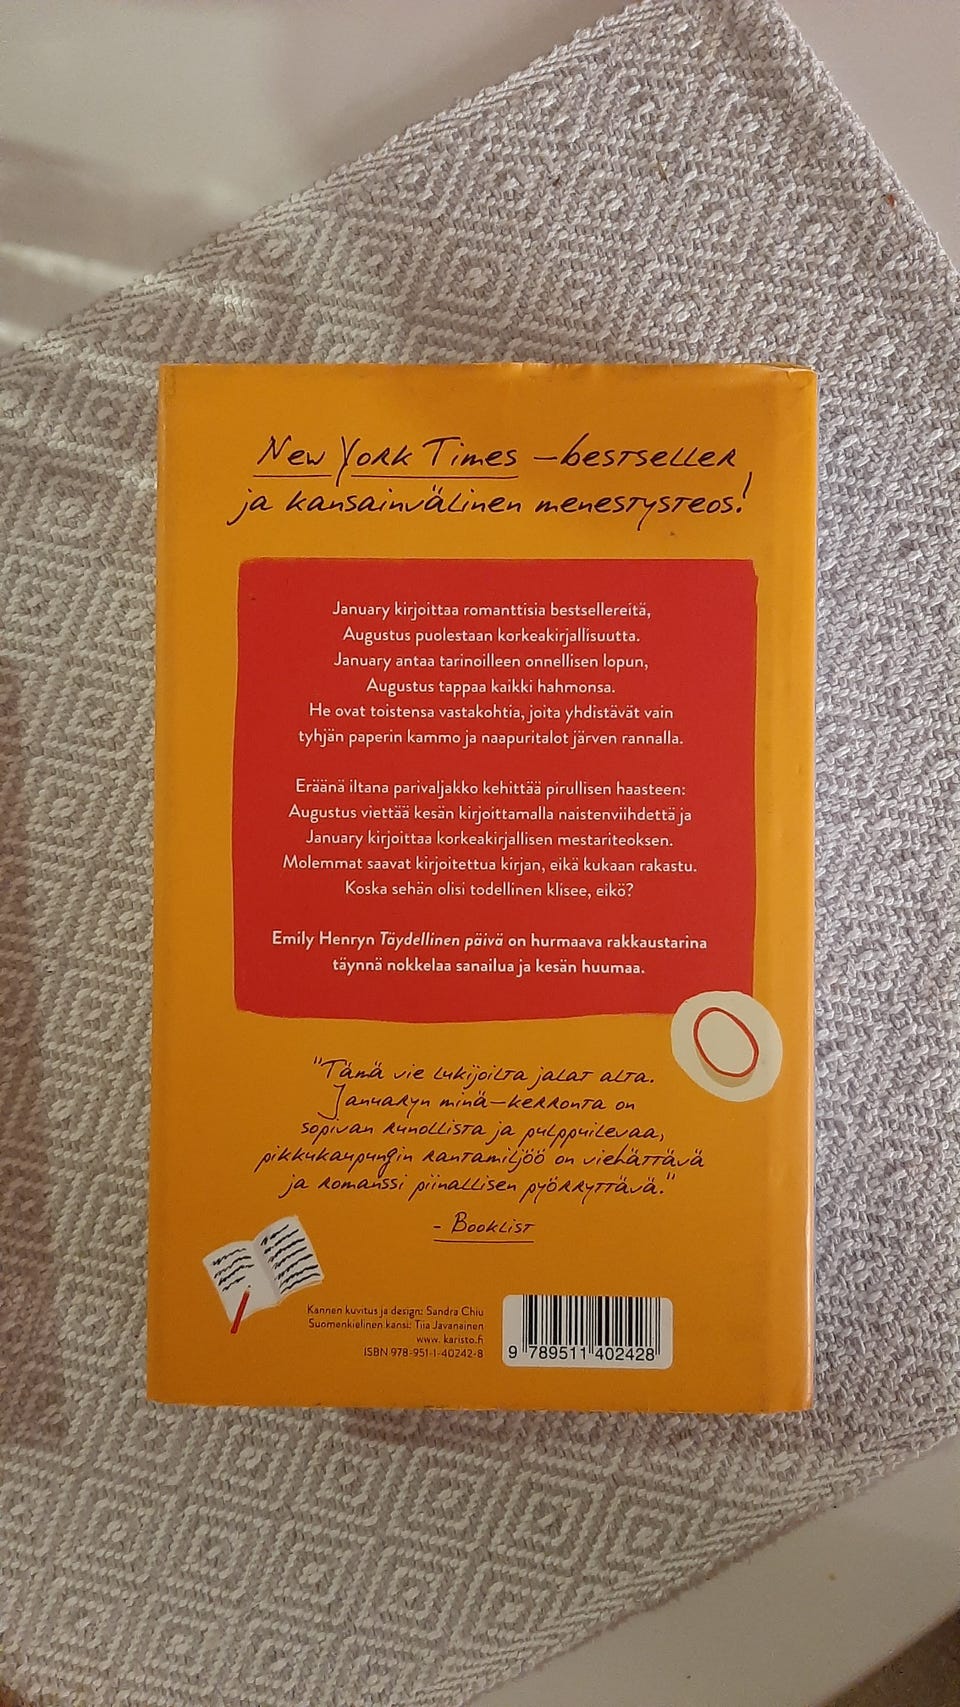 New York Times -bestseller
ja kansainvälinen menestysteos!
January kirjoittaa romanttisia bestsellereitä,
Augustus puolestaan korkeakirjallisuutta.
January antaa tarinoilleen onnellisen lopun,
Augustus tappaa kaikki hahmonsa.
He ovat toistensa vastakohtia, joita yhdistävät vain
tyhjän paperin kammo ja naapuritalot järven rannalla.
Eräänä iltana parivaljakko kehittää pirullisen haasteen:
Augustus viettää kesän kirjoittamalla naistenviihdettä ja
January kirjoittaa korkeakirjallisen mestariteoksen.
Molemmat saavat kirjoitettua kirjan, eikä kukaan rakastu.
Koska sehän olisi todellinen klisee, eikö?
Emily Henryn Täydellinen päivä on hurmaava rakkaustarina
täynnä nokkelaa sanailua ja kesän huumaa.
"Tämä vie lukijoilta jalat alta.
Januaryn minä-kerronta on
sopivan runollista ja pulppuilevaa,
pikkukaupungin rantamiljöö on viehättävä
ja romanssi piinallisen pyörryttävä."
- Booklist
Kannen kuvitus ja design: Sandra Chiu
Suomenkielinen kansi: Tiia Javanainen
www. karisto.fi
ISBN 978-951-1-40242-8
9 789511 402428